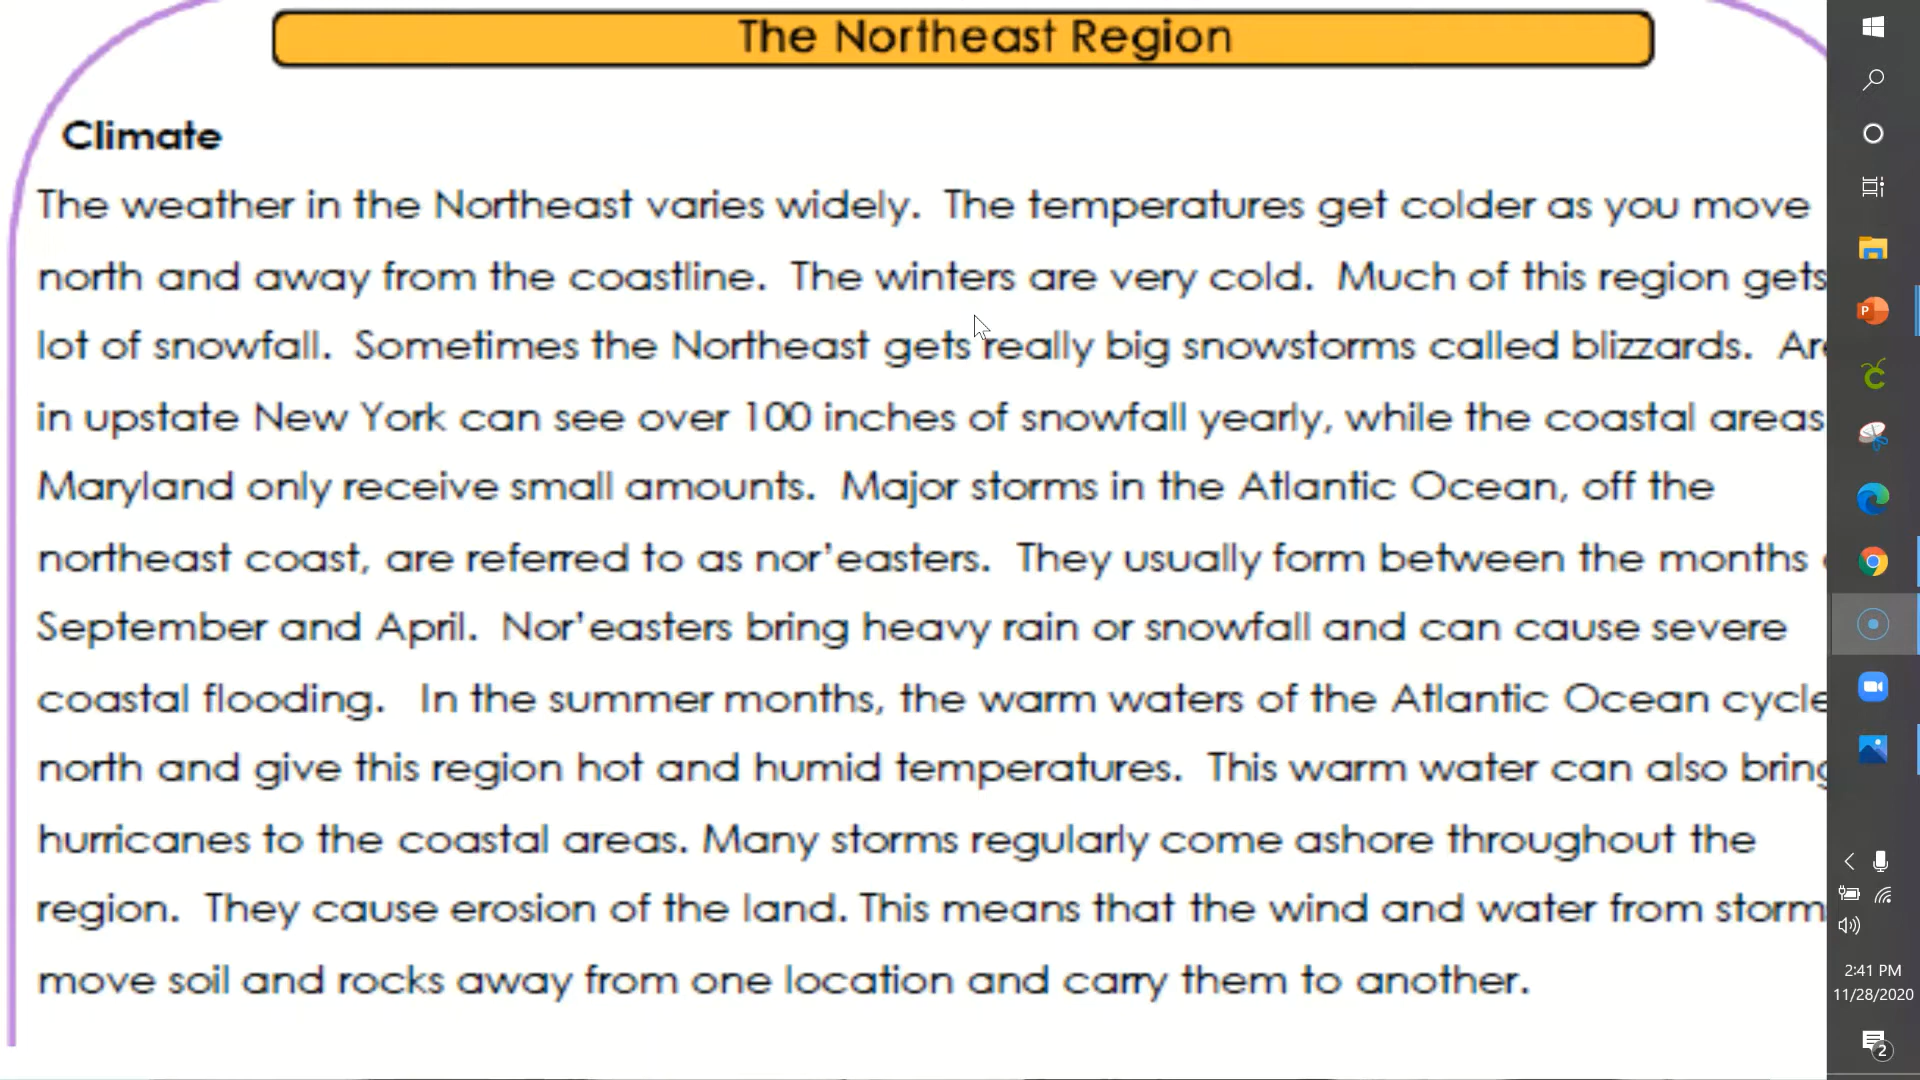 The Northeast Region
Climate
The weather in the Northeast varies widely. The temperatures get colder as you move
north and away from the coastline. The winters are very cold. Much of this region gets
lot of snowfall. Sometimes the Northeast gets really big snowstorms called blizzards.
in upstate New York can see over 100 inches of snowfall yearly, while the coastal areas
Maryland only receive small amounts. Major storms in the Atlantic Ocean, off the
northeast coast, are referred to as nor'easters. They usually form between the months
September and April. Nor'easters bring heavy rain or snowfall and can cause severe
coastal flooding. In the summer months, the warm waters of the Atlantic Ocean cycle
north and give this region hot and humid temperatures. This warm water can also bring
hurricanes to the coastal areas. Many storms regularly come ashore throughout the
region. They cause erosion of the land. This means that the wind and water from storm
move soil and rocks away from one location and carry them to another.
2:41 PM
11/28/2020
2